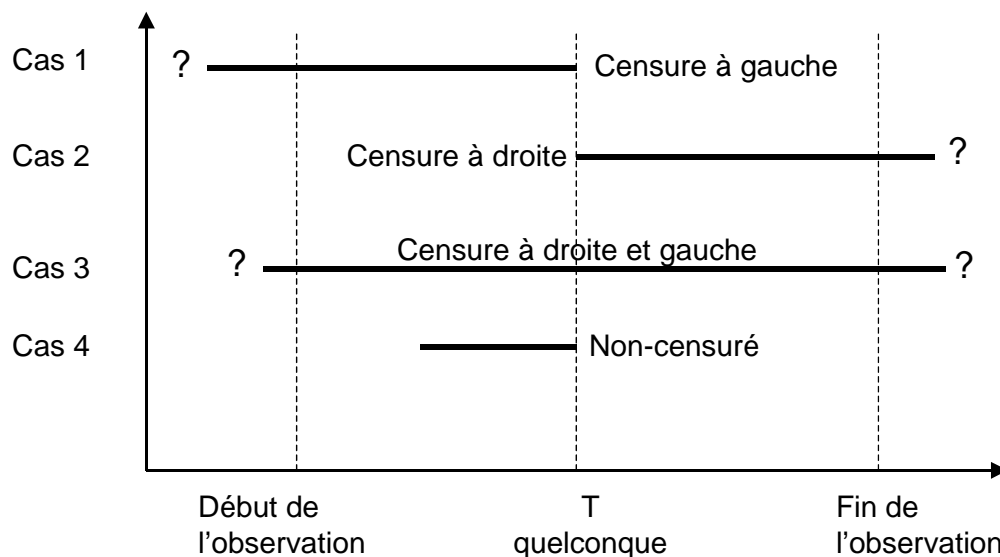 Cas 1
?
Censure à gauche
Cas 2
Censure à droite
?
Censure à droite et gauche
Cas 3
?
?
Cas 4
Non-censuré
Début de
l’observation
T
quelconque
Fin de
l’observation